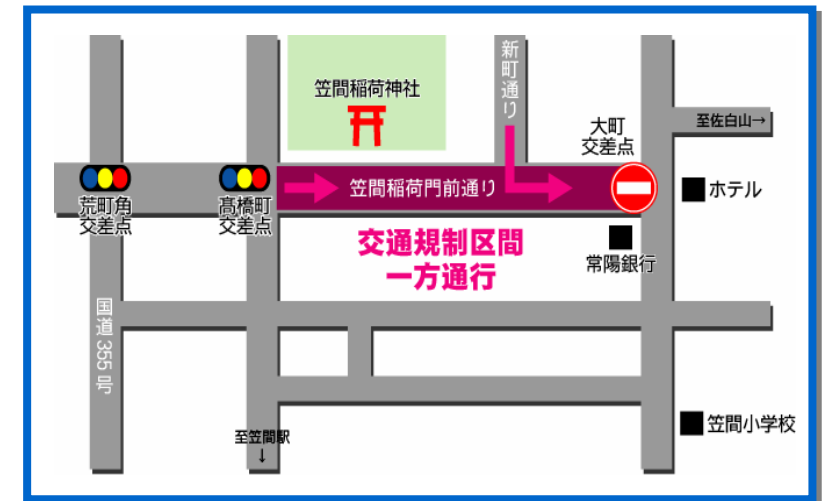 新町通り
笠間稲荷神社
大町
交差点
至佐白山→
笠間稲荷門前通り
ホテル
荒町角
交差点
髙橋町
交差点
交通規制区間
一方通行
常陽銀行
国道355号
至笠間駅
↓
笠間小学校